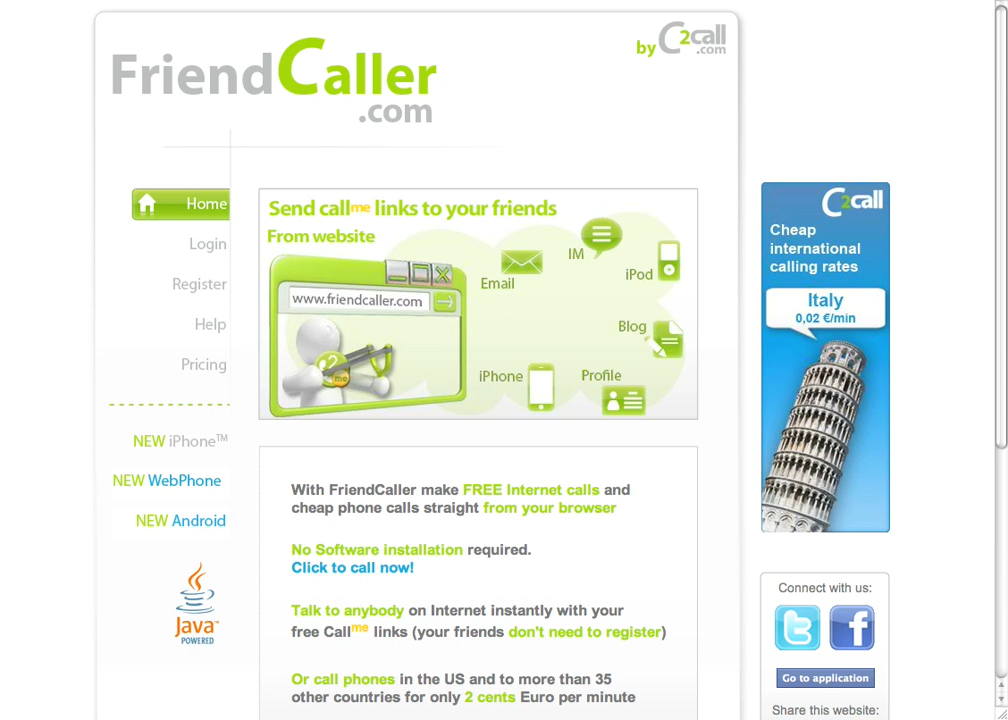 FriendCaller
.com
by C2call
.com
Home
Login
Register
Help
Pricing
NEW iPhone™
NEW WebPhone
NEW Android
Java™
POWERED
Send callme links to your friends
From website
www.friendcaller.com
2
me
Email
IM
iPod
Blog
Profile
iPhone
With FriendCaller make FREE Internet calls and
cheap phone calls straight from your browser
No Software installation required.
Click to call now!
Talk to anybody on Internet instantly with your
free Callme links (your friends don't need to register)
Or call phones in the US and to more than 35
other countries for only 2 cents Euro per minute
C2call
Cheap
international
calling rates
Italy
0,02 €/min
Connect with us:
Go to application
Share this website: